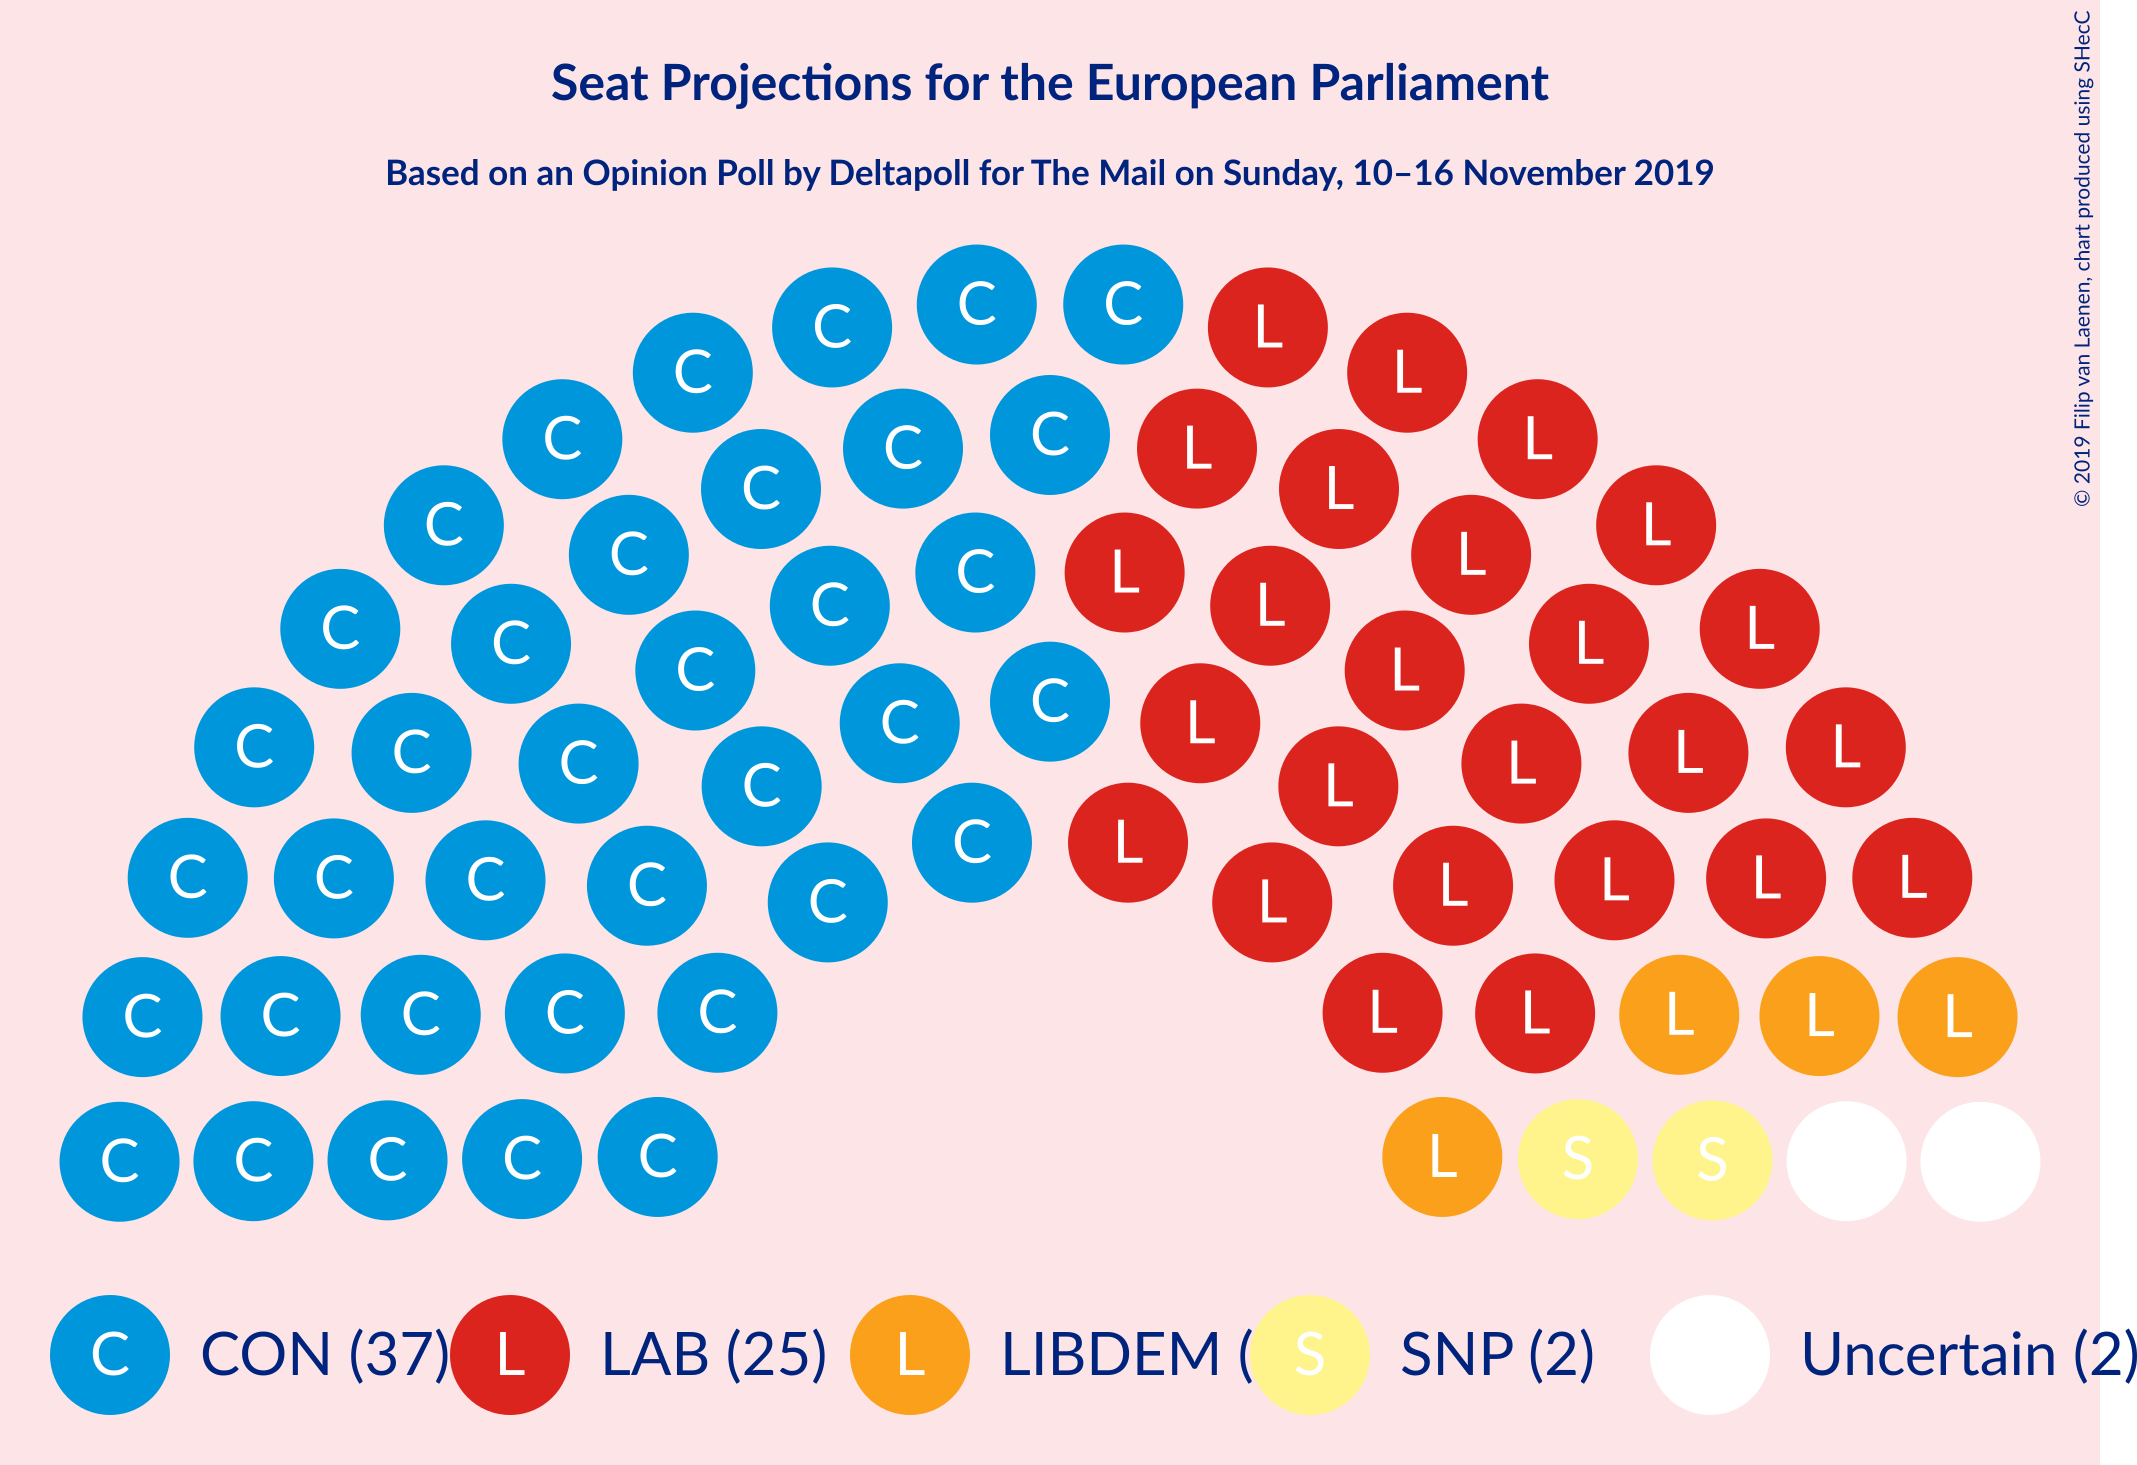 Seat Projections for the European Parliament
Based on an Opinion Poll by Deltapoll for The Mail on Sunday, 10–16 November 2019
© 2019 Filip van Laenen, chart produced using SHecC
C C
C L
C L
C C L
C L
C L
C L
C L
C L
C L
C L
C L
C L
C
C L
C C C L L L
C L
C L
C C C C L L L L
C L
C C C C C L L L L L
C C C C C L S S
C CON (37) L LAB (25) L LIBDEM ( S SNP (2) Uncertain (2)